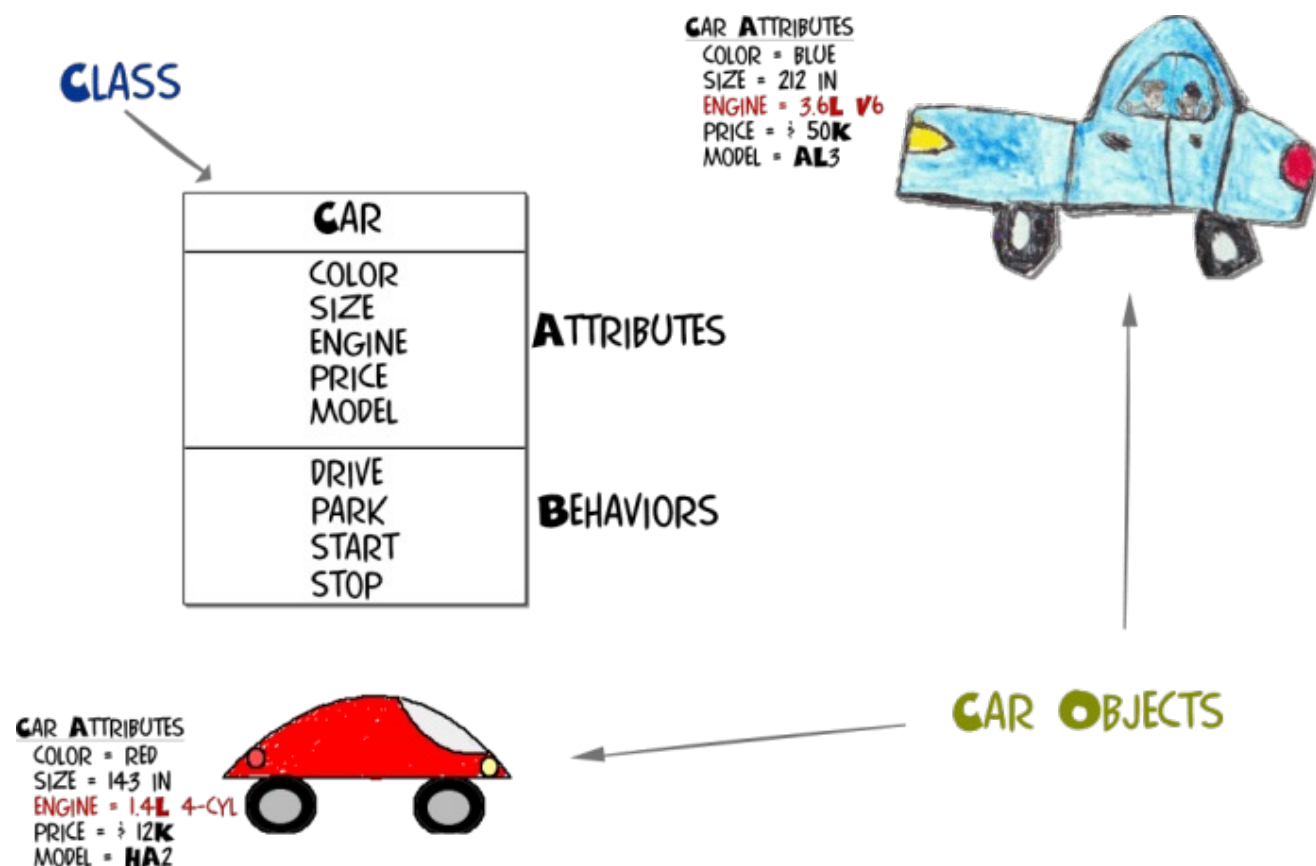 CLASS
CAR
COLOR
SIZE
ENGINE
PRICE
MODEL
ATTRIBUTES
DRIVE
PARK
START
STOP
BEHAVIORS
CAR ATTRIBUTES
COLOR = BLUE
SIZE = 212 IN
ENGINE = 3.6L V6
PRICE = $ 50K
MODEL = AL3
CAR OBJECTS
CAR ATTRIBUTES
COLOR = RED
SIZE = 143 IN
ENGINE = 1.4L 4-CYL
PRICE = $ 12K
MODEL = HA2